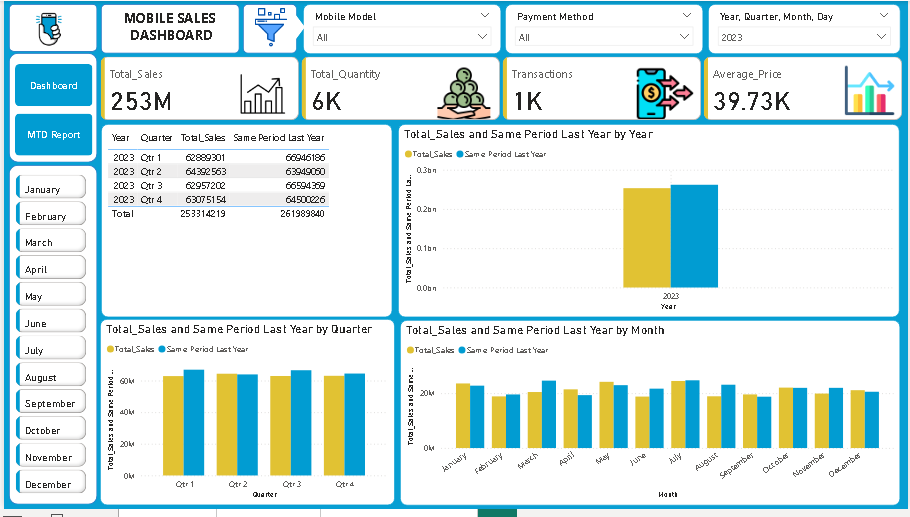 MOBILE SALES
DASHBOARD
Mobile Model
All
Payment Method
All
Year, Quarter, Month, Day
2023
Dashboard
MTD Report
Total_Sales
253M
Total_Quantity
6K
Transactions
1K
Average_Price
39.73K
January
February
March
April
May
June
July
August
September
October
November
December
Year Quarter Total_Sales Same Period Last Year
2023 Qtr 1 62889301 66946186
2023 Qtr 2 64392563 63949050
2023 Qtr 3 62957202 66594369
2023 Qtr 4 63075154 64500226
Total 253314219 261989840
Total_Sales and Same Period Last Year by Year
Total_Sales Same Period Last Year
Total_Sales and Same Period La...
0.3bn
0.2bn
0.1bn
0.0bn
2023
Year
Total_Sales and Same Period Last Year by Quarter
Total_Sales Same Period Last Year
Total_Sales and Same Period...
60M
40M
20M
0M
Qtr 1 Qtr 2 Qtr 3 Qtr 4
Quarter
Total_Sales and Same Period Last Year by Month
Total_Sales Same Period Last Year
Total_Sales and Same...
20M
0M
January February March April May June July August September October November December
Month